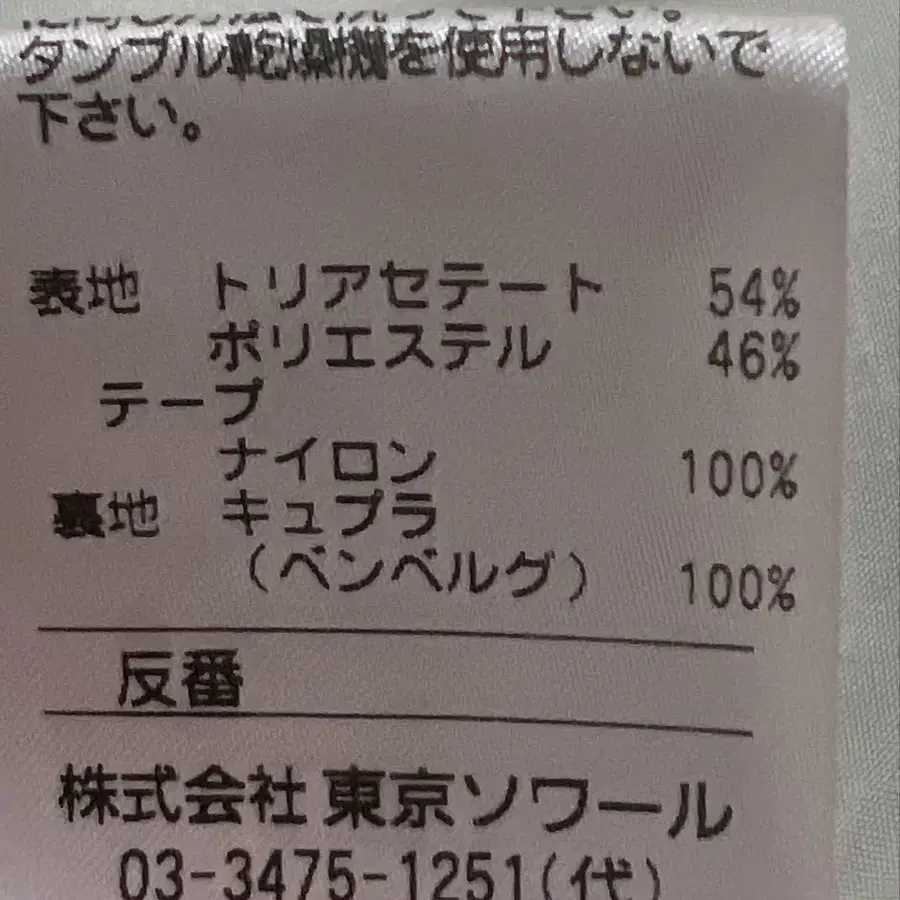 タンブル乾燥機を使用しないで
下さい。
表地 トリアセテート 54%
ポリエステル 46%
テープ
ナイロン 100%
裏地 キュプラ
(ベンベルグ) 100%
反番
株式会社 東京ソワール
03-3475-1251(代)